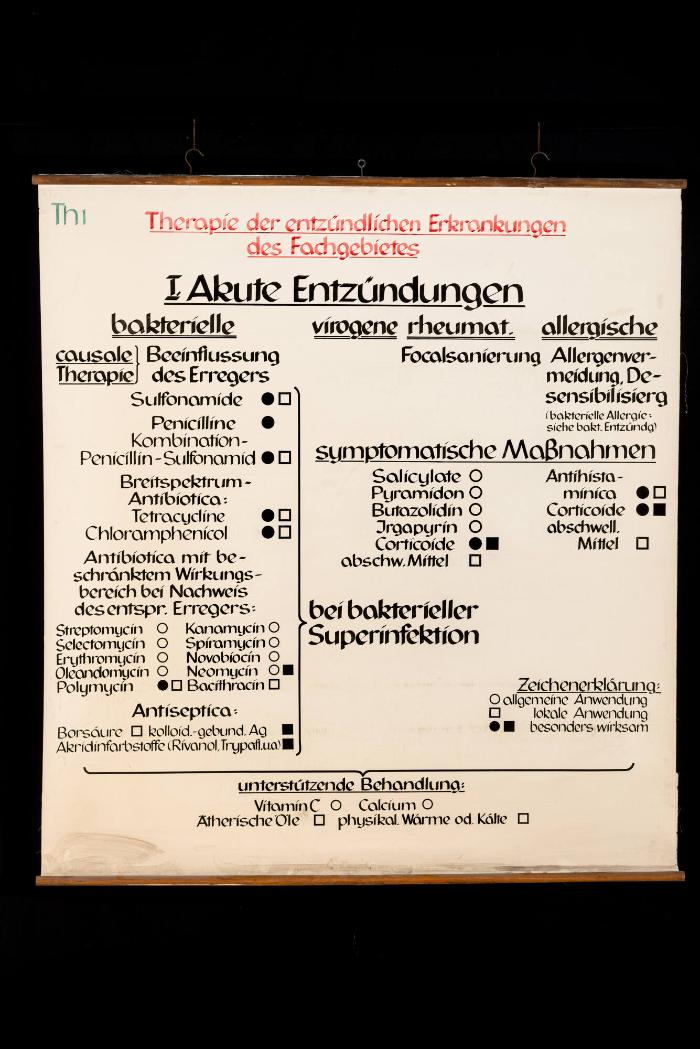 Th1
Therapie der entzündlichen Erkrankungen
des Fachgebietes
I. Akute Entzündungen
bakterielle
virogene rheumat. allergische
causale Therapie} Beeinflussung
des Erregers
Sulfonamide ●□
Penicilline ●
Kombination-
Penicillin-Sulfonamid ●□
Breitspektrum-
Antibiotica:
Tetracycline ●□
Chloramphenicol ●□
Antibiotica mit be-
schränktem Wirkungs-
bereich bei Nachweis
des entspr. Erregers:
Streptomycin ○ Kanamycin ○
Selectomycin ○ Spiramycin ○
Erythromycin ○ Novobiocin ○
Oleandomycin ○ Neomycin ○■
Polymycin ●□ Bacithracin □
Antiseptica:
Borsäure □ kolloid.-gebund. Ag ■
Akridinfarbstoffe (Rivanol, Trypafl.u.a) ■
Focalsanierung
Allergenver-
meidung, De-
sensibilisierg
(bakterielle Allergie:
siehe bakt. Entzündg)
symptomatische Maßnahmen
Salicylate ○
Pyramidon ○
Butazolidin ○
Irgapyrin ○
Corticoide ●■
abschw. Mittel □
Antihista-
minica ●□
Corticoide ●■
abschwell.
Mittel □
bei bakterieller
Superinfektion
Zeichenerklärung:
○ allgemeine Anwendung
□ lokale Anwendung
●■ besonders wirksam
unterstützende Behandlung:
Vitamin C ○ Calcium ○
Ätherische Öle □ physikal. Wärme od. Kälte □